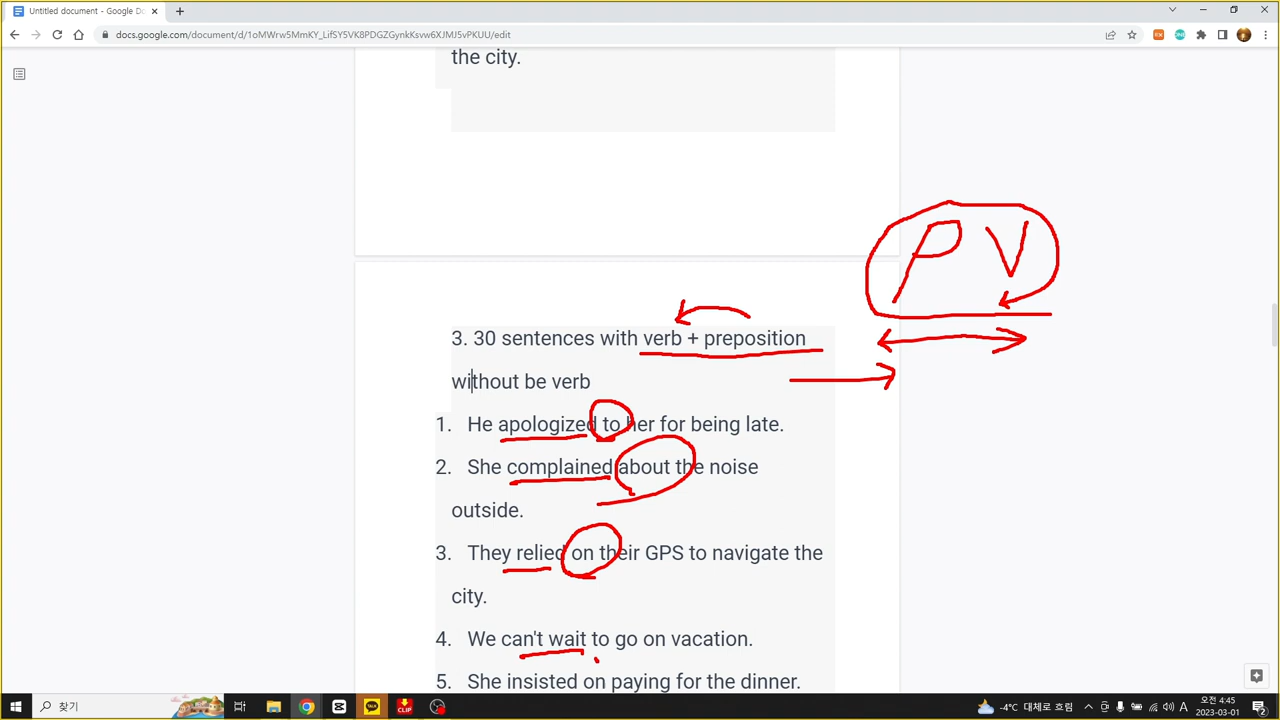 Untitled document - Google Do
docs.google.com/document/d/1oMWrw5MmKY_LifSY5VK8PDGZGynkKsvw6XJMJ5vPKUU/edit
the city.
P V
3. 30 sentences with verb + preposition
without be verb
1. He apologized to her for being late.
2. She complained about the noise
outside.
3. They relied on their GPS to navigate the
city.
4. We can't wait to go on vacation.
5. She insisted on paying for the dinner.
찾기
TALK
CLIP
-4°C 대체로 흐림
A
오전 4:45
2023-03-01
2